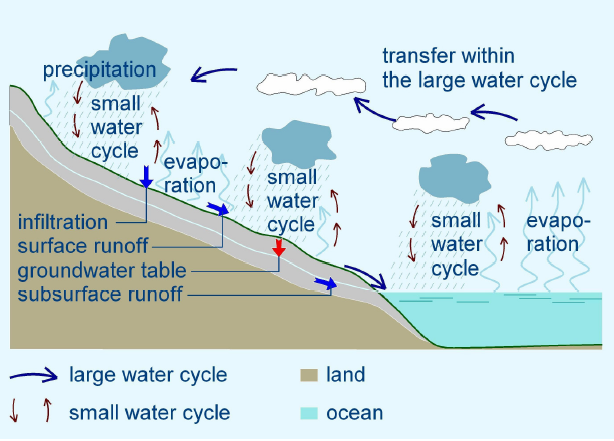 transfer within
the large water cycle
precipitation
small
water
cycle
evapo-
ration
small
water
cycle
small
water
cycle
evapo-
ration
infiltration
surface runoff
groundwater table
subsurface runoff
large water cycle
land
small water cycle
ocean